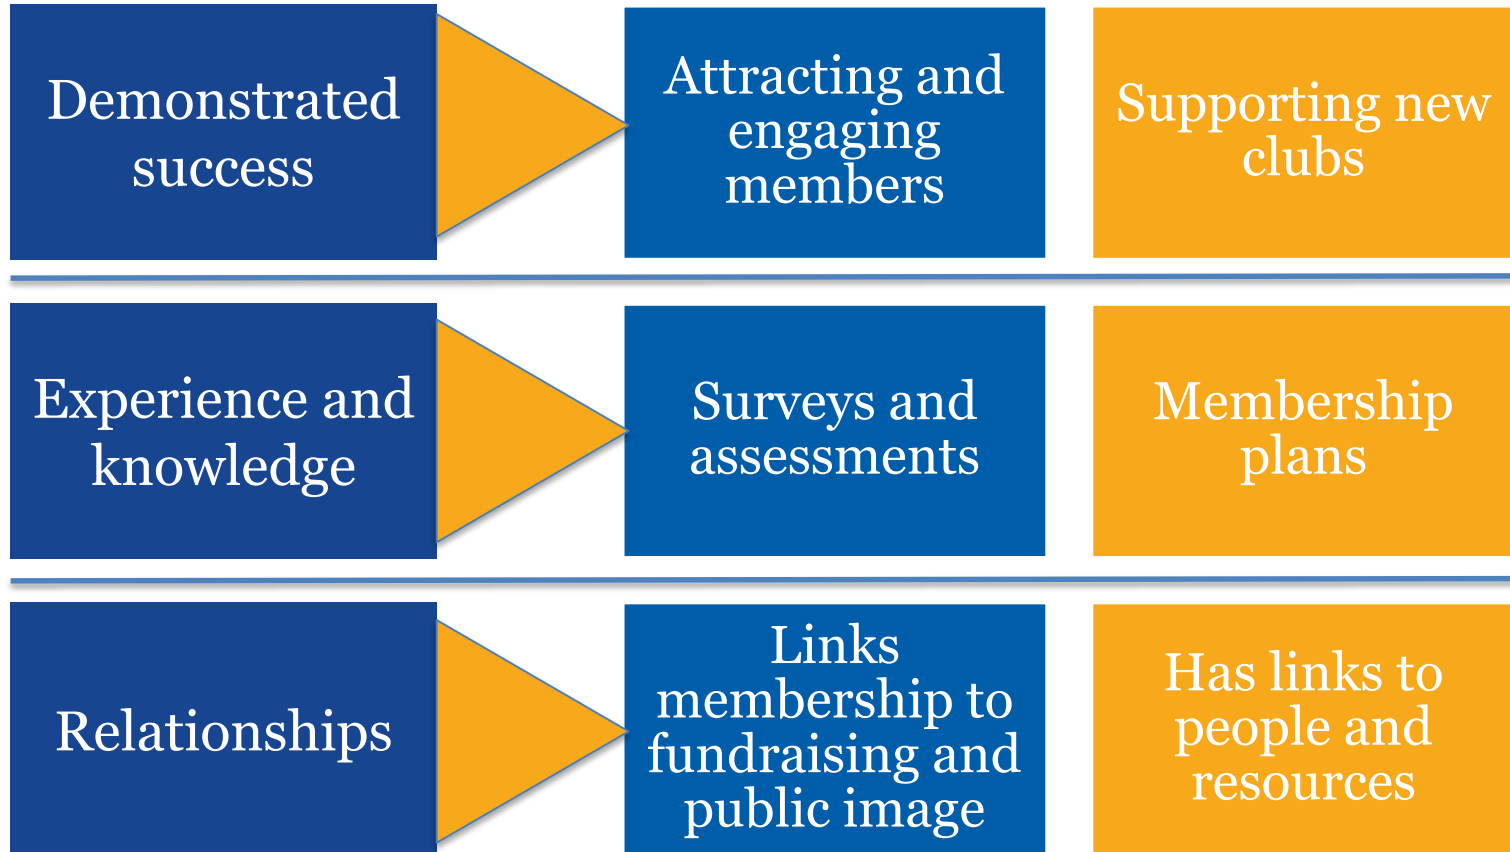 Demonstrated
success
Attracting and
engaging
members
Supporting new
clubs
Experience and
knowledge
Surveys and
assessments
Membership
plans
Relationships
Links
membership to
fundraising and
public image
Has links to
people and
resources